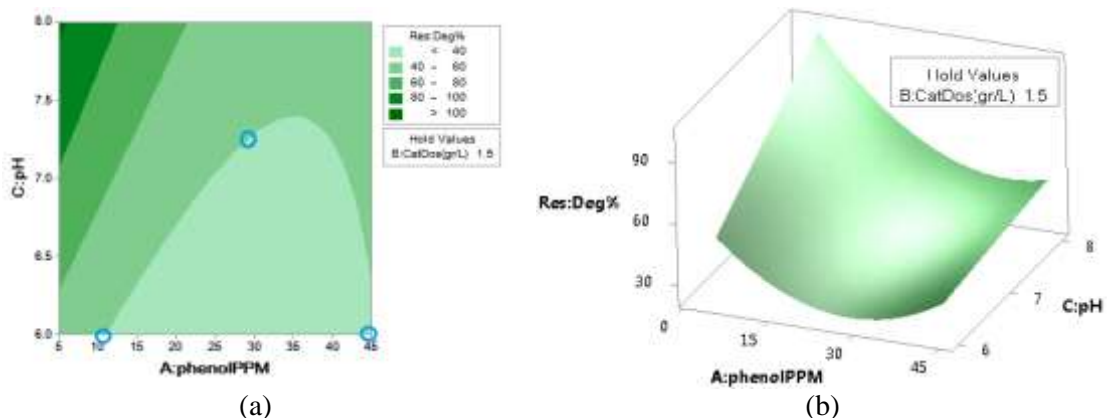 8.0
7.5
7.0
6.5
6.0
C:pH
5 10 15 20 25 30 35 40 45
A:phenolPPM
Res:Deg%
< 40
40 – 60
60 – 80
80 – 100
> 100
Hold Values
B:CatDos(gr/L) 1.5
(a)
Hold Values
B:CatDos(gr/L) 1.5
Res:Deg%
90
60
30
0
15
30
45
A:phenolPPM
6
7
8
C:pH
(b)